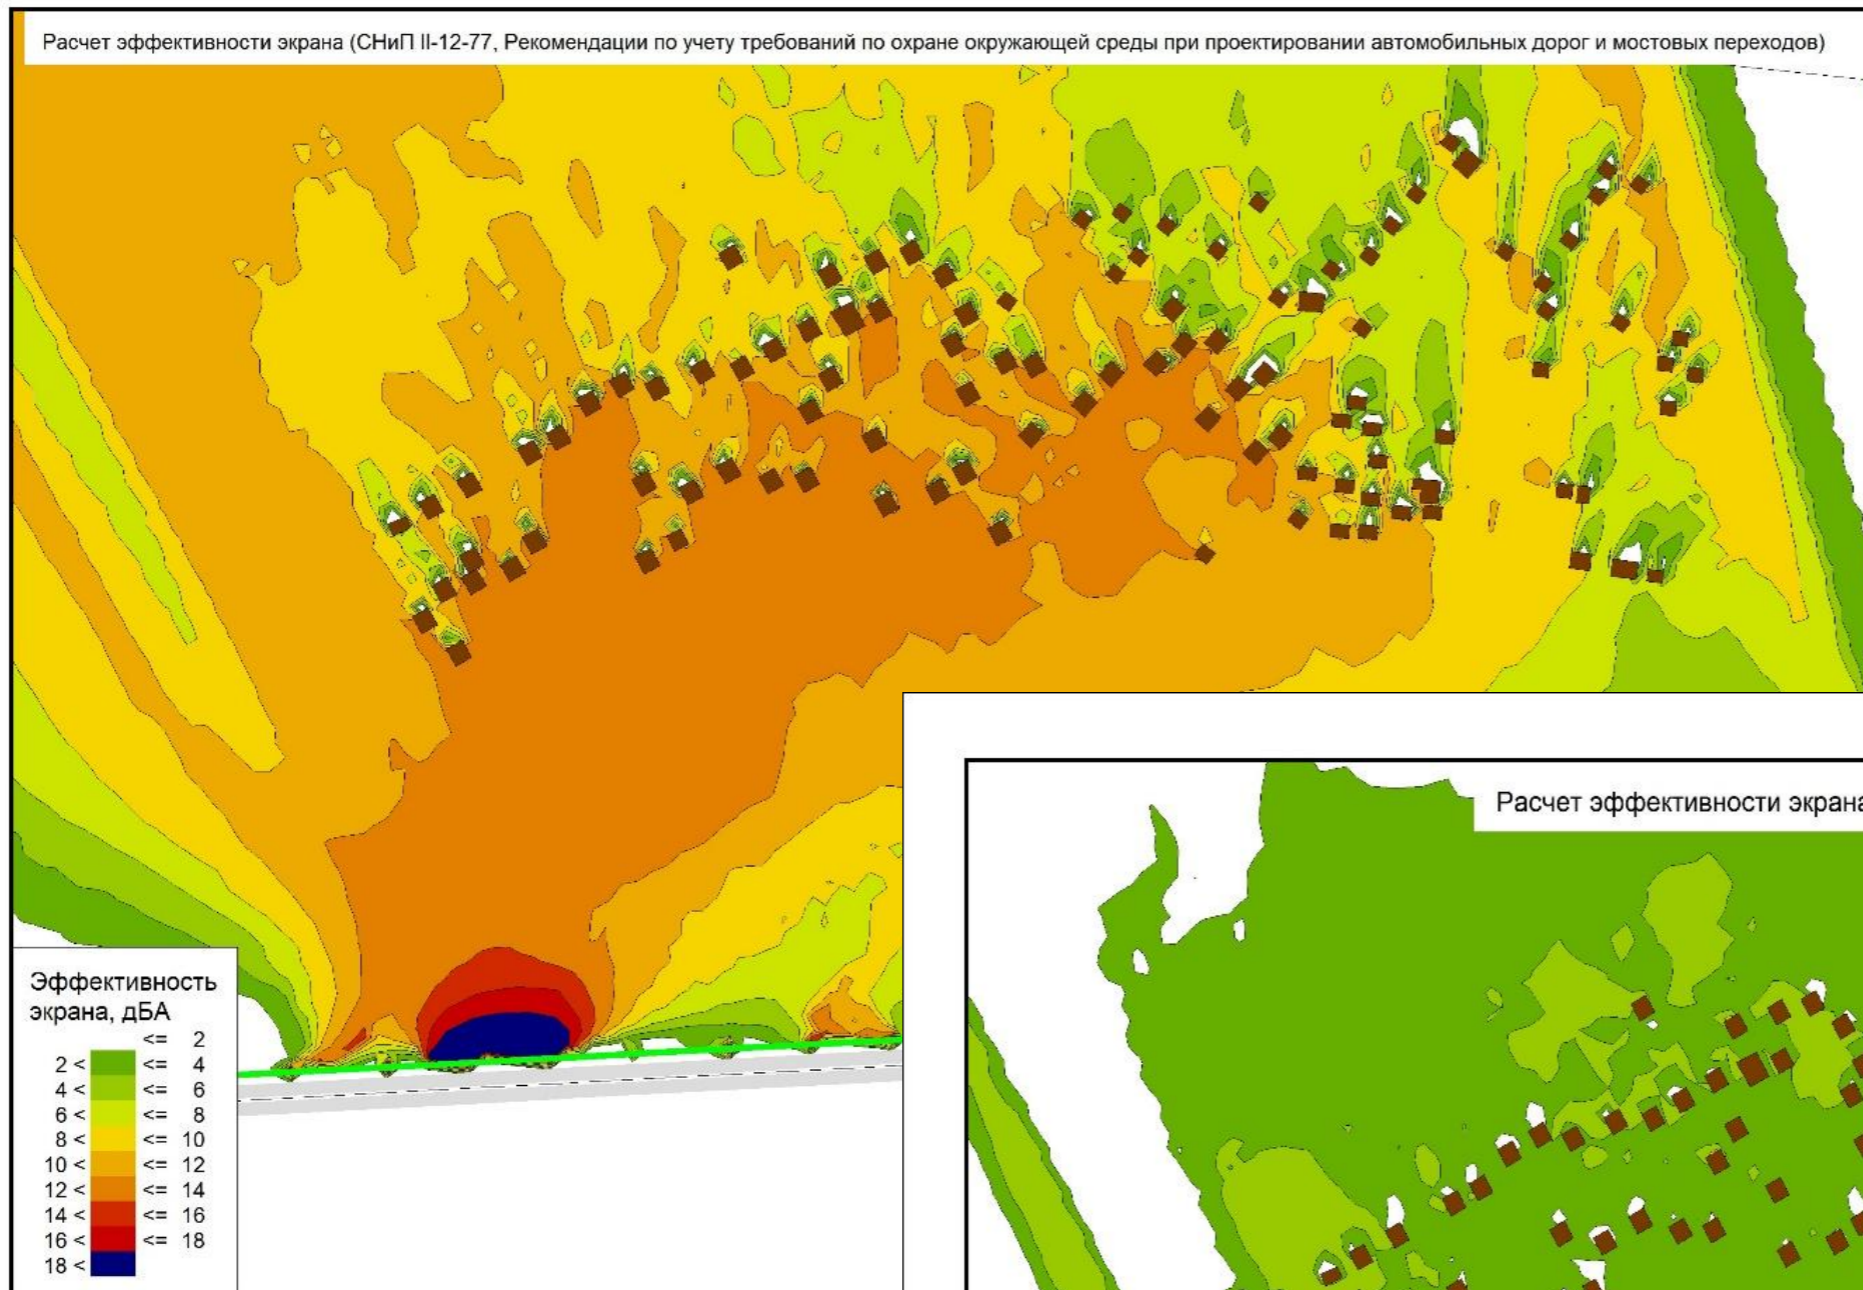 Расчет эффективности экрана (СНиП II-12-77, Рекомендации по учету требований по охране окружающей среды при проектировании автомобильных дорог и мостовых переходов)
Расчет эффективности экрана
Эффективность
экрана, дБА
<= 2
2 < <= 4
4 < <= 6
6 < <= 8
8 < <= 10
10 < <= 12
12 < <= 14
14 < <= 16
16 < <= 18
18 <